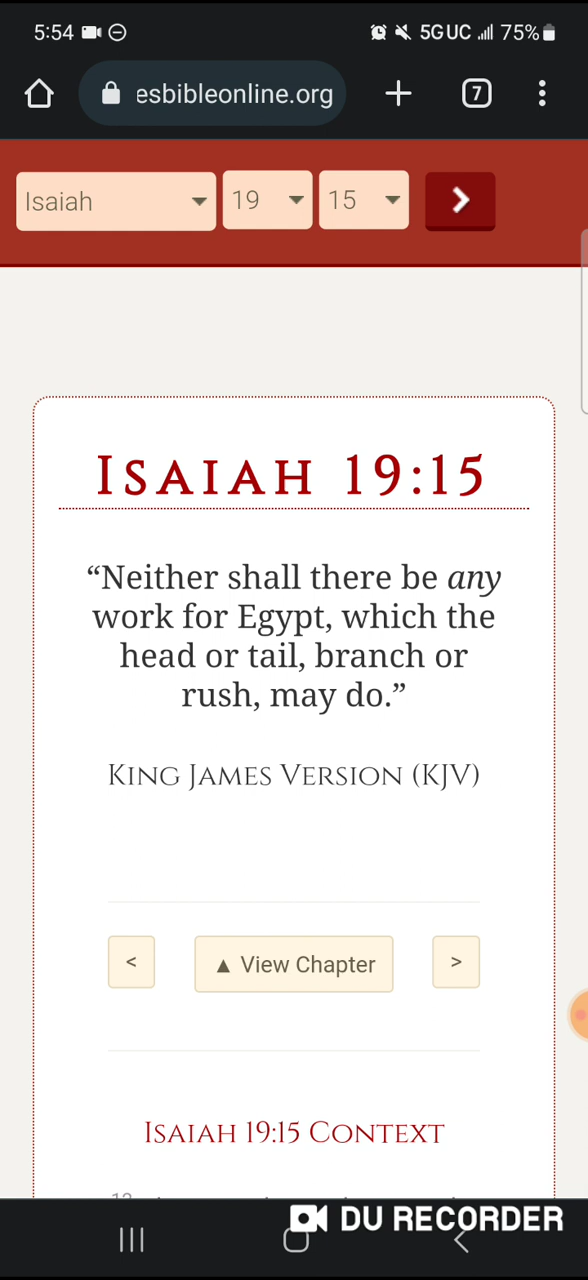 5:54 5G UC 75%
esbibleonline.org 7
Isaiah 19 15
Isaiah 19:15
“Neither shall there be any
work for Egypt, which the
head or tail, branch or
rush, may do.”
King James Version (KJV)
< ▲ View Chapter >
Isaiah 19:15 Context
DU RECORDER